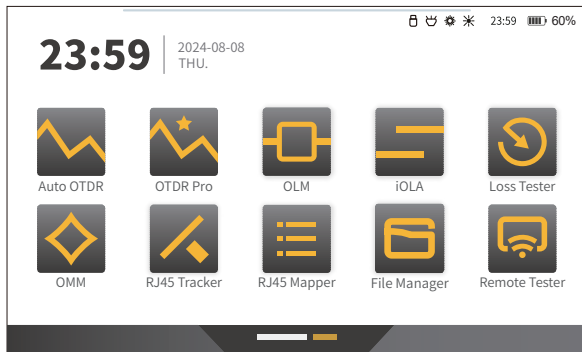 23:59 60%
23:59
2024-08-08
THU.
Auto OTDR OTDR Pro OLM iOLA Loss Tester
OMM RJ45 Tracker RJ45 Mapper File Manager Remote Tester